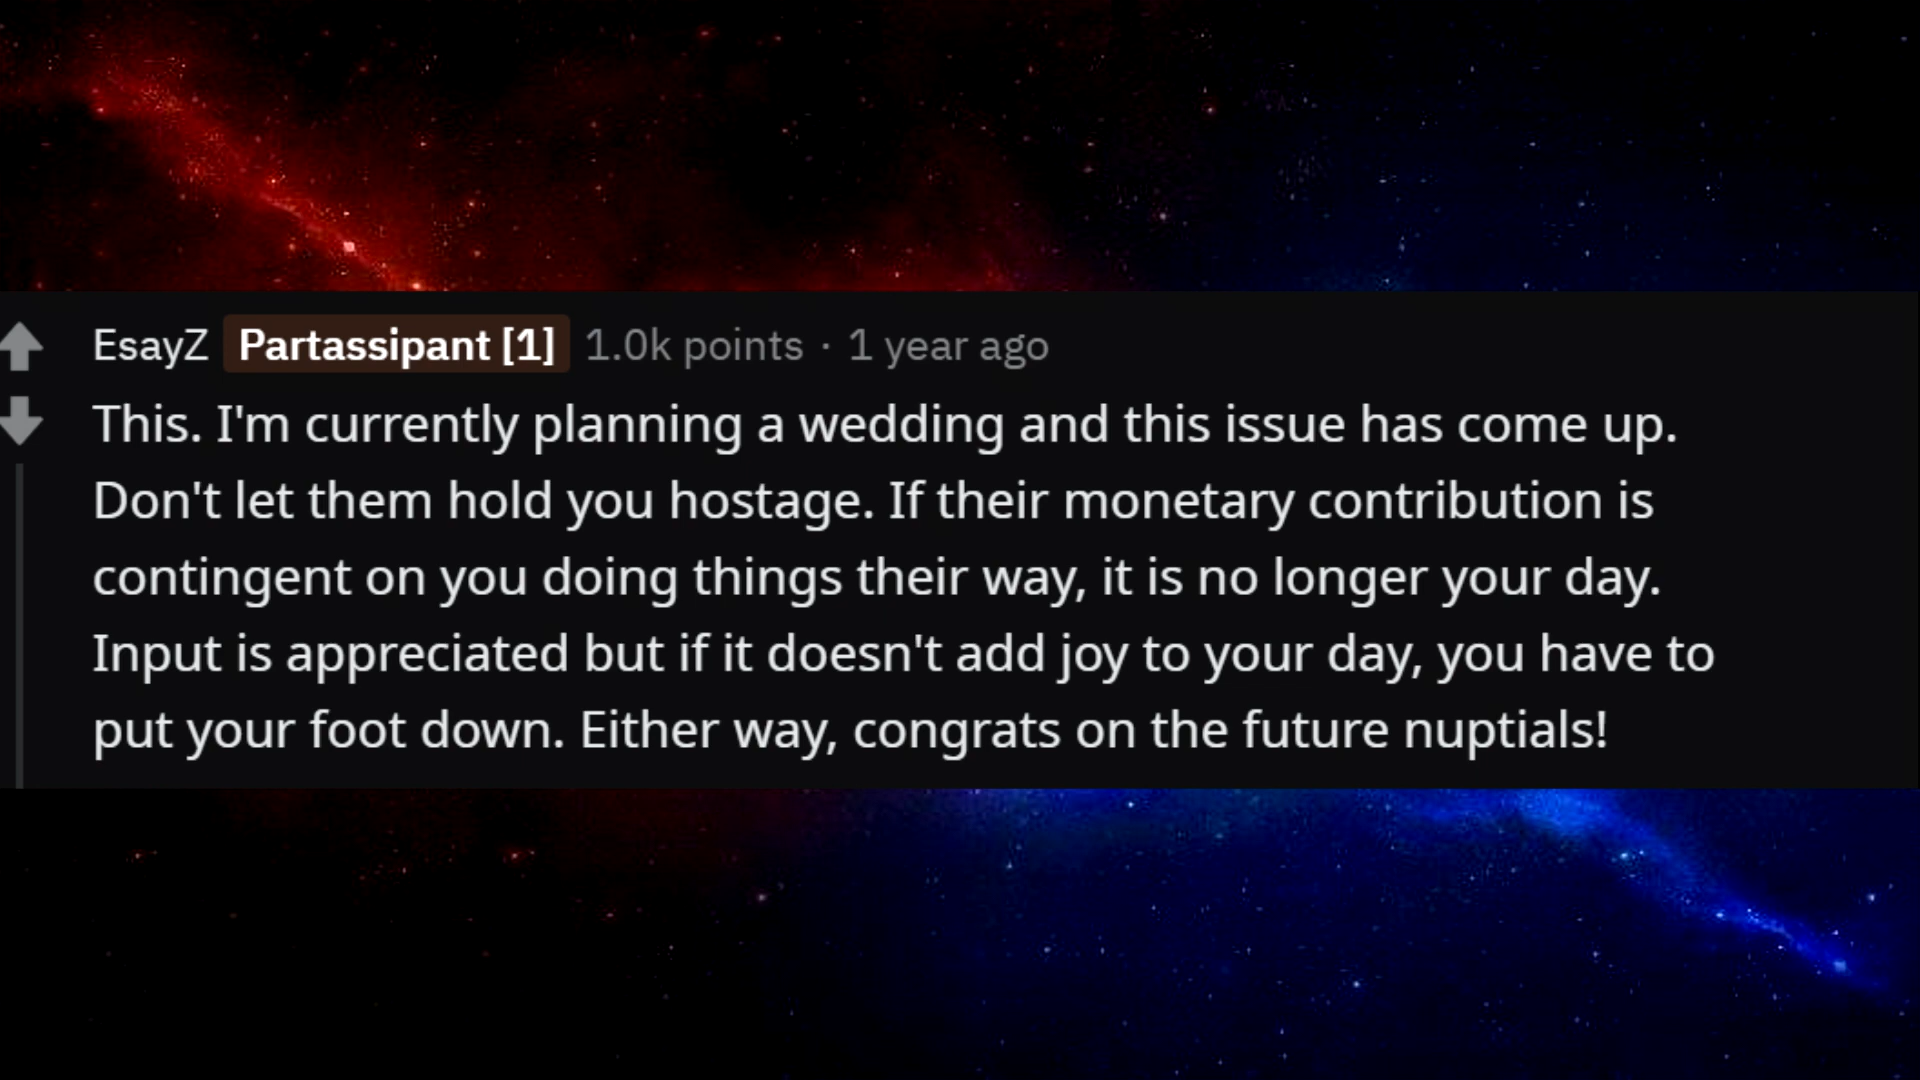 EsayZ Partassipant [1] 1.0k points · 1 year ago
This. I'm currently planning a wedding and this issue has come up.
Don't let them hold you hostage. If their monetary contribution is
contingent on you doing things their way, it is no longer your day.
Input is appreciated but if it doesn't add joy to your day, you have to
put your foot down. Either way, congrats on the future nuptials!